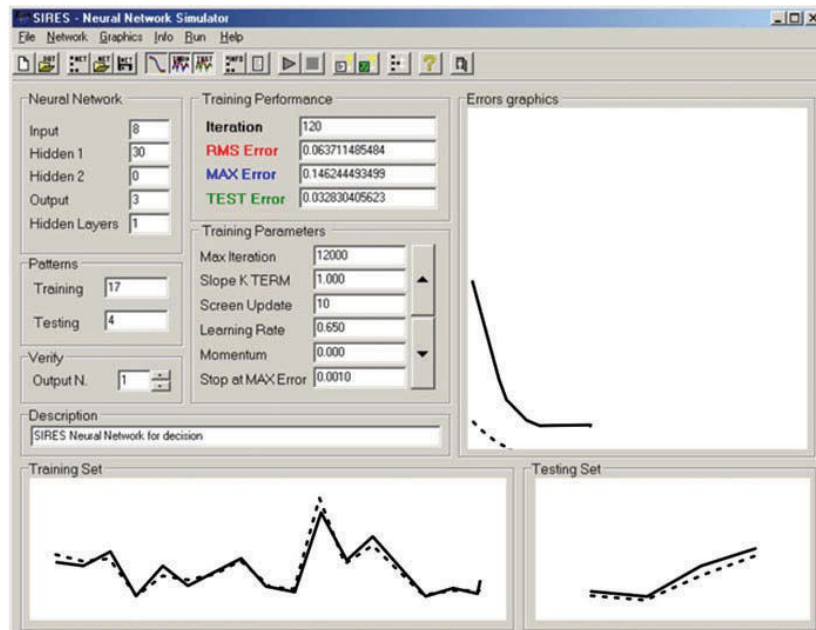 SIRES - Neural Network Simulator
File Network Graphics Info Run Help
Neural Network
Input 8
Hidden 1 30
Hidden 2 0
Output 3
Hidden Layers 1
Patterns
Training 17
Testing 4
Verify
Output N. 1
Training Performance
Iteration 120
RMS Error 0.063711485484
MAX Error 0.146244493499
TEST Error 0.032830405623
Training Parameters
Max Iteration 12000
Slope K TERM 1.000
Screen Update 10
Learning Rate 0.650
Momentum 0.000
Stop at MAX Error 0.0010
Errors graphics
Description
SIRES Neural Network for decision
Training Set
Testing Set